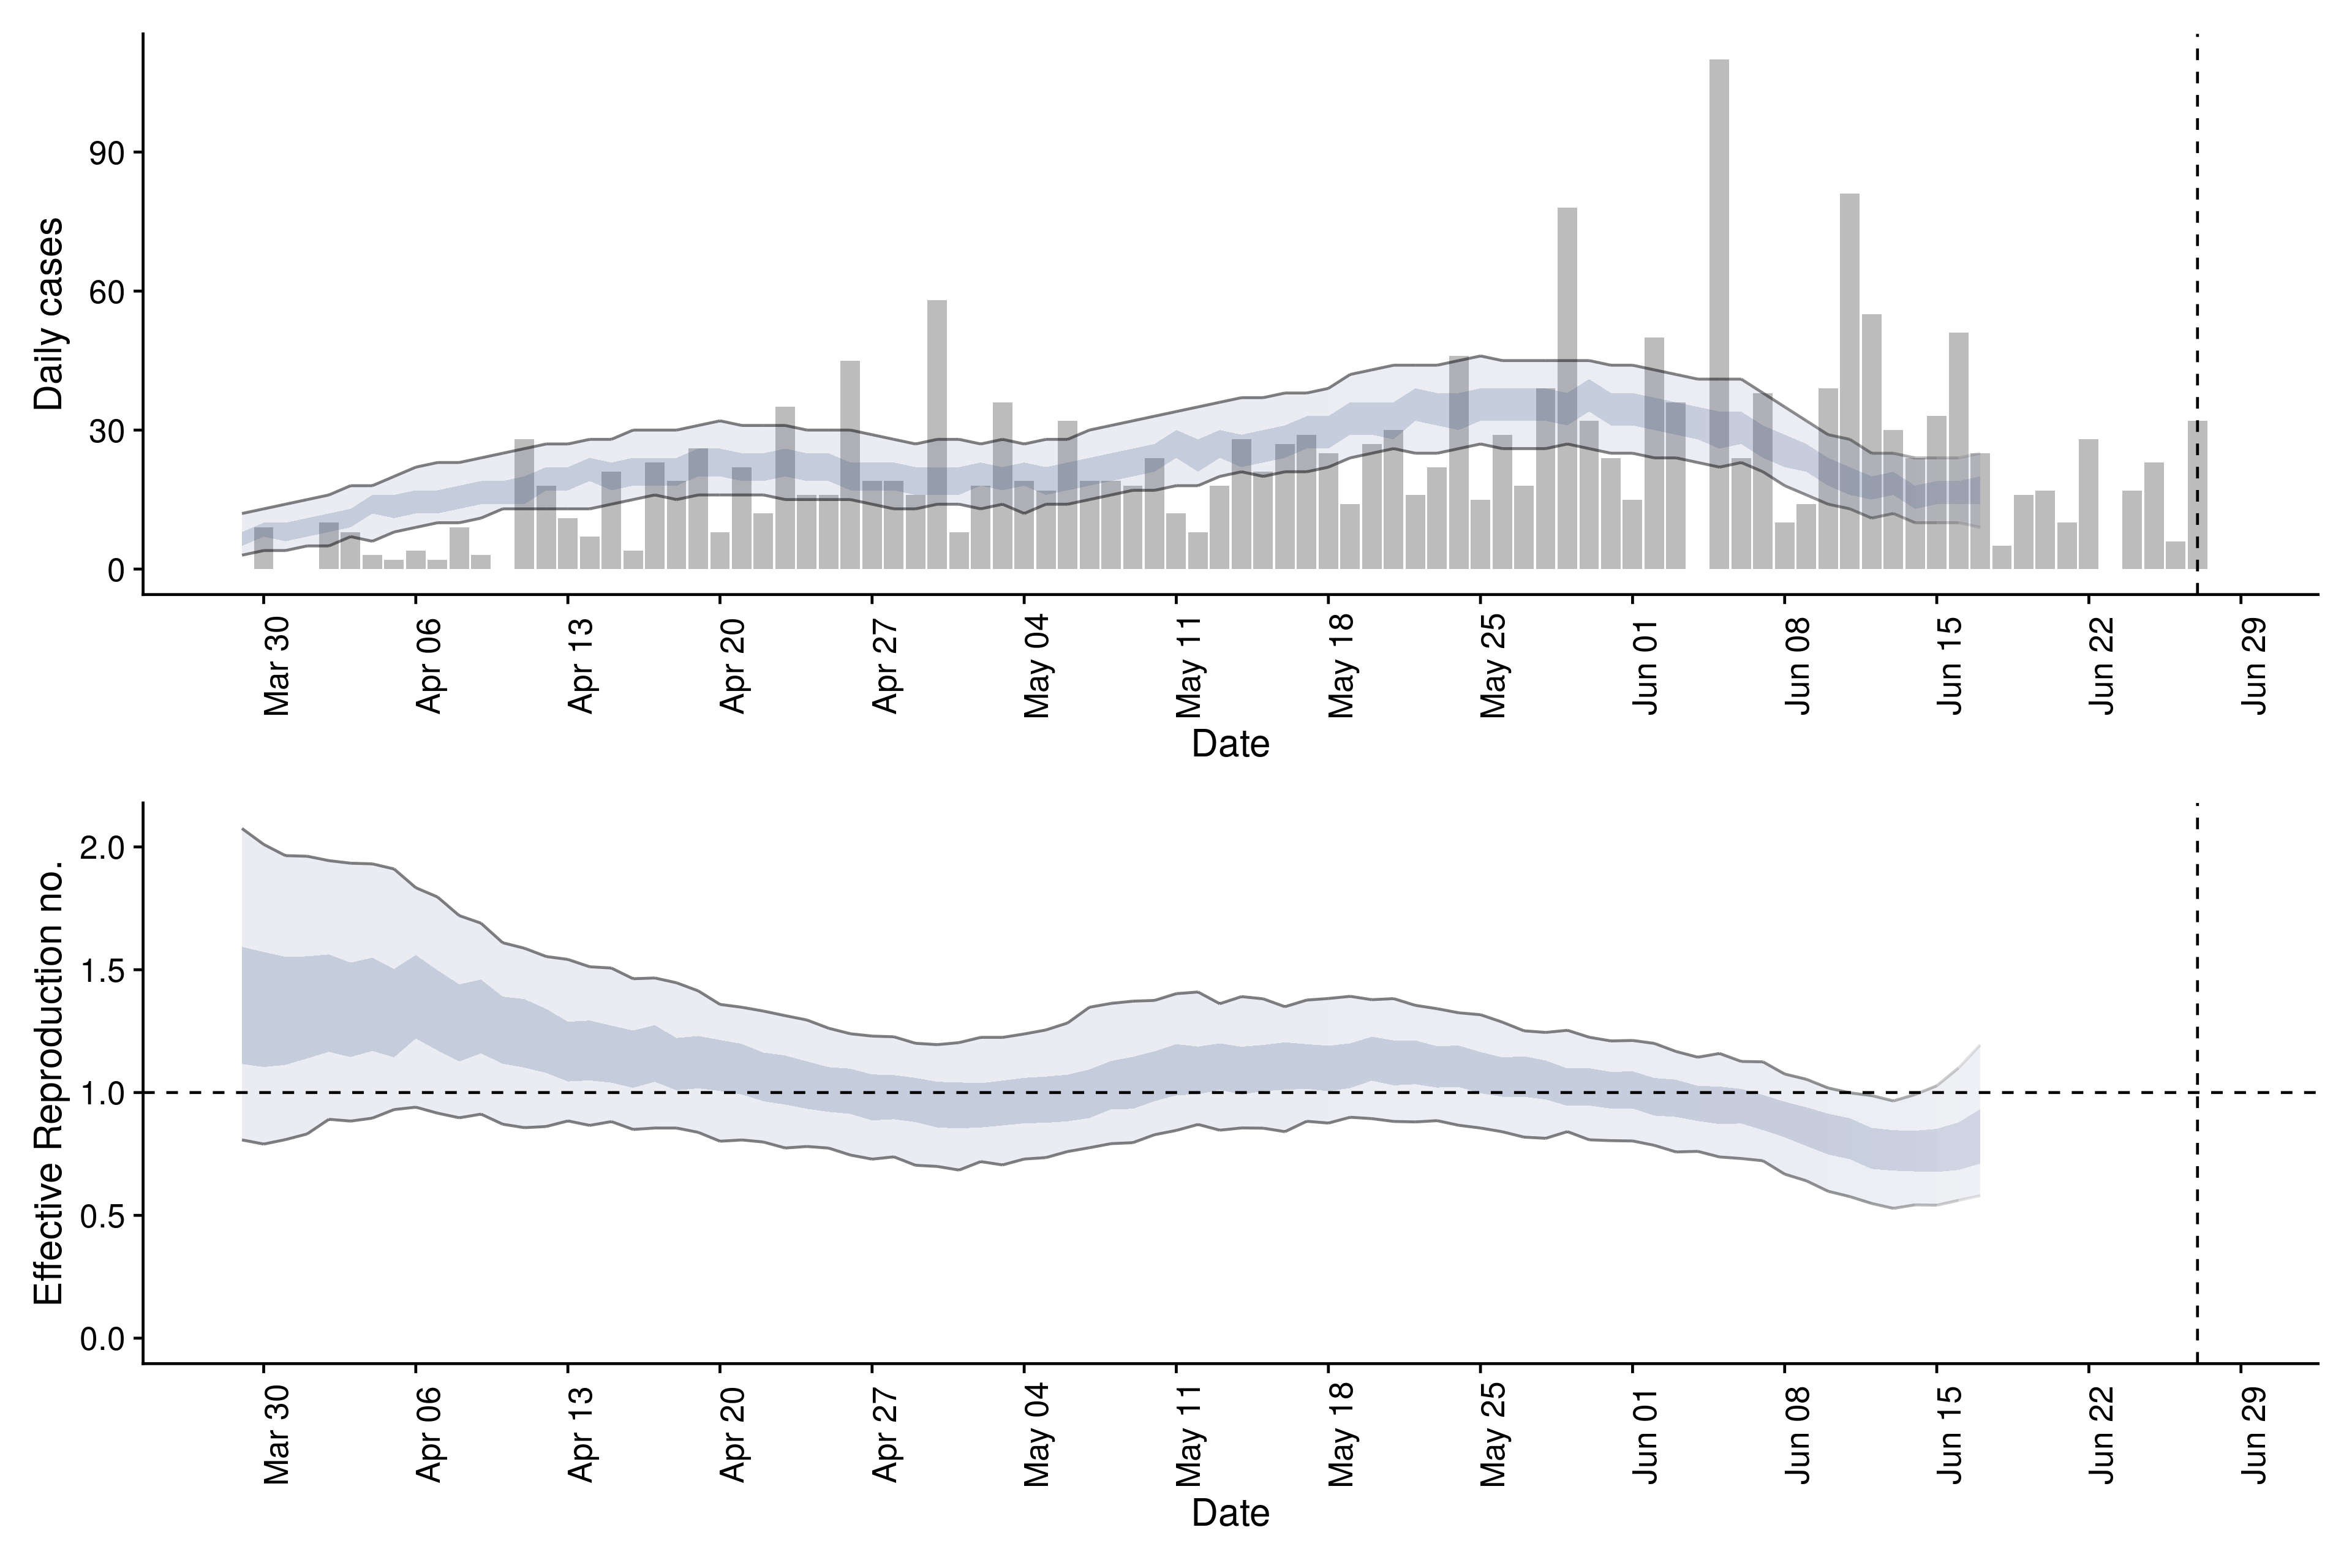 Daily cases
90
60
30
0
Mar 30
Apr 06
Apr 13
Apr 20
Apr 27
May 04
May 11
May 18
May 25
Jun 01
Jun 08
Jun 15
Jun 22
Jun 29
Date
Effective Reproduction no.
2.0
1.5
1.0
0.5
0.0
Mar 30
Apr 06
Apr 13
Apr 20
Apr 27
May 04
May 11
May 18
May 25
Jun 01
Jun 08
Jun 15
Jun 22
Jun 29
Date